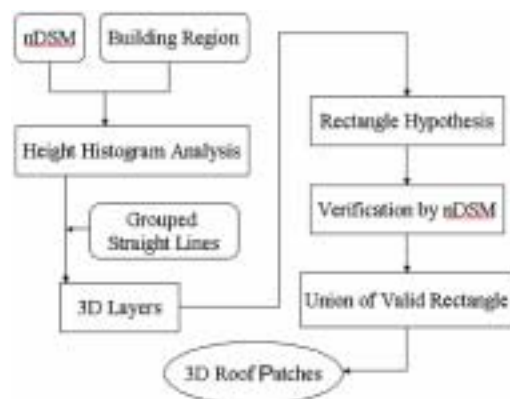 nDSM
Building Region
Height Histogram Analysis
Grouped
Straight Lines
3D Layers
Rectangle Hypothesis
Verification by nDSM
Union of Valid Rectangle
3D Roof Patches